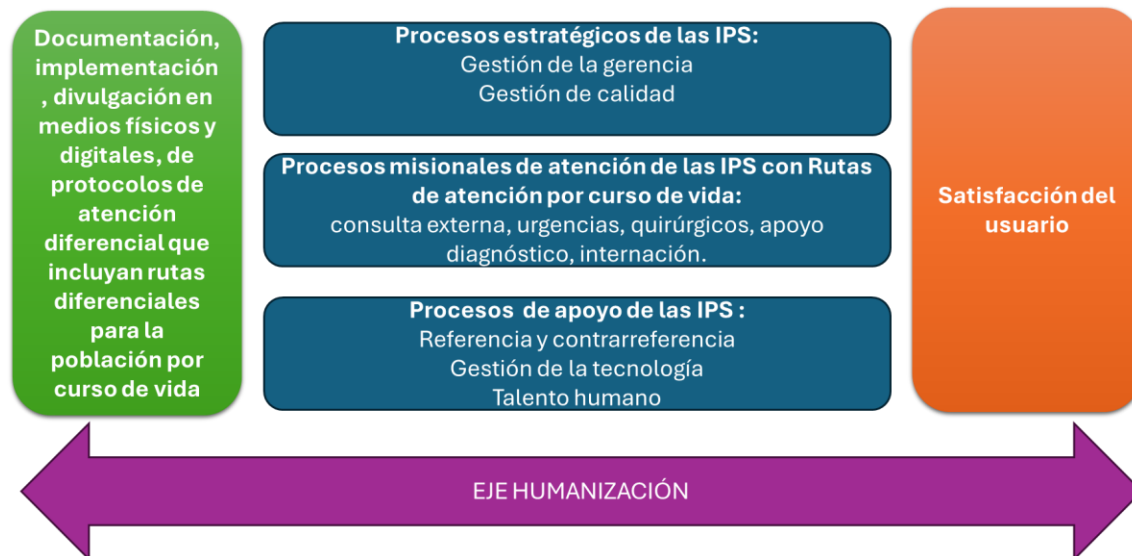 Documentación,
implementación
, divulgación en
medios físicos y
digitales, de
protocolos de
atención
diferencial que
incluyan rutas
diferenciales
para la
población por
curso de vida
Procesos estratégicos de las IPS:
Gestión de la gerencia
Gestión de calidad
Procesos misionales de atención de las IPS con Rutas
de atención por curso de vida:
consulta externa, urgencias, quirúrgicos, apoyo
diagnóstico, internación.
Procesos de apoyo de las IPS :
Referencia y contrarreferencia
Gestión de la tecnología
Talento humano
Satisfacción del
usuario
EJE HUMANIZACIÓN